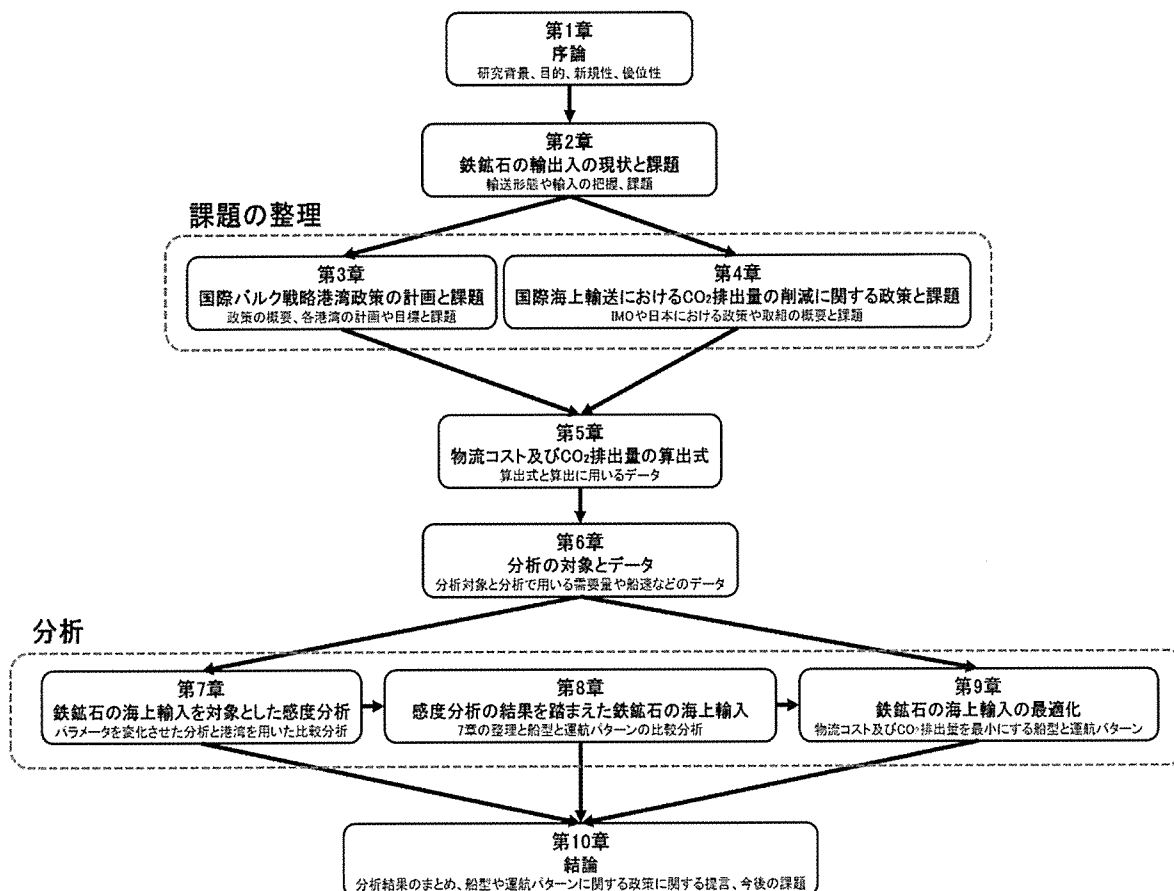 第1章
序論
研究背景、目的、新規性、優位性
第2章
鉄鉱石の輸出入の現状と課題
輸送形態や輸入の把握、課題
課題の整理
第3章
国際バルク戦略港湾政策の計画と課題
政策の概要、各港湾の計画や目標と課題
第4章
国際海上輸送におけるCO₂排出量の削減に関する政策と課題
IMOや日本における政策や取組の概要と課題
第5章
物流コスト及びCO₂排出量の算出式
算出式と算出に用いるデータ
第6章
分析の対象とデータ
分析対象と分析で用いる需要量や船速などのデータ
分析
第7章
鉄鉱石の海上輸入を対象とした感度分析
パラメータを変化させた分析と港湾を用いた比較分析
第8章
感度分析の結果を踏まえた鉄鉱石の海上輸入
7章の整理と船型と運航パターンの比較分析
第9章
鉄鉱石の海上輸入の最適化
物流コスト及びCO₂排出量を最小にする船型と運航パターン
第10章
結論
分析結果のまとめ、船型や運航パターンに関する政策に関する提言、今後の課題